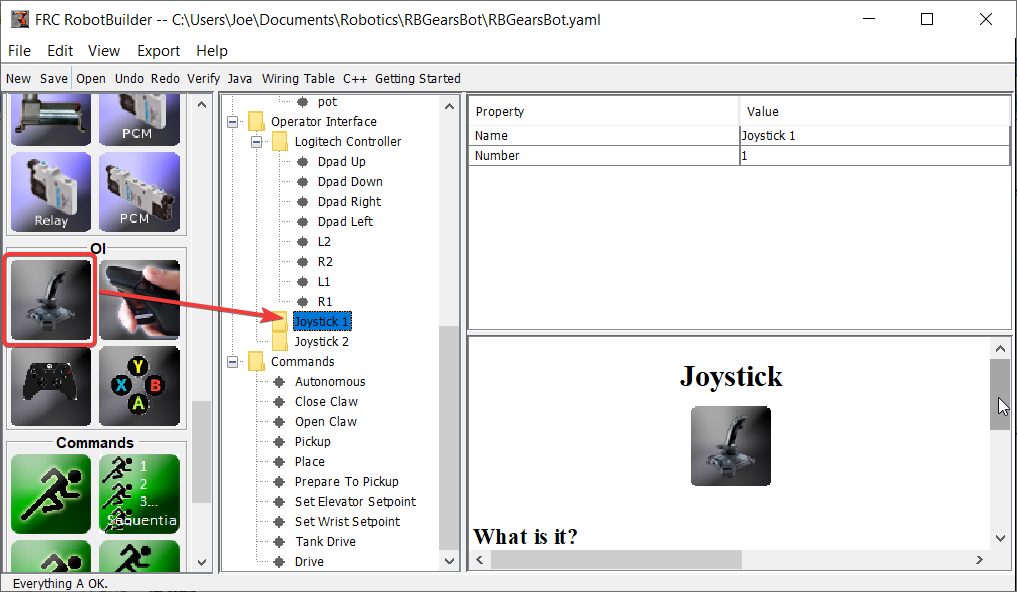 FRC RobotBuilder -- C:\Users\Joe\Documents\Robotics\RBGearsBot\RBGearsBot.yaml
File Edit View Export Help
New Save Open Undo Redo Verify Java Wiring Table C++ Getting Started
PCM
Relay
PCM
OI
Y
X
B
A
Commands
1
2
3...
Sequentia
pot
Operator Interface
Logitech Controller
Dpad Up
Dpad Down
Dpad Right
Dpad Left
L2
R2
L1
R1
Joystick 1
Joystick 2
Commands
Autonomous
Close Claw
Open Claw
Pickup
Place
Prepare To Pickup
Set Elevator Setpoint
Set Wrist Setpoint
Tank Drive
Drive
Property Value
Name Joystick 1
Number 1
Joystick
What is it?
Everything A OK.